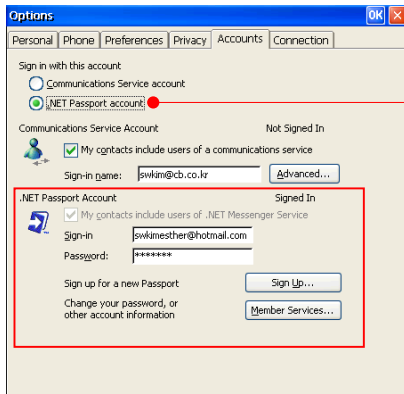 Options OK
Personal Phone Preferences Privacy Accounts Connection
Sign in with this account
Communications Service account
.NET Passport account
Communications Service Account Not Signed In
My contacts include users of a communications service
Sign-in name: swkim@cb.co.kr Advanced...
.NET Passport Account Signed In
My contacts include users of .NET Messenger Service
Sign-in swkimesther@hotmail.com
Password: *******
Sign up for a new Passport Sign Up...
Change your password, or
other account information Member Services...